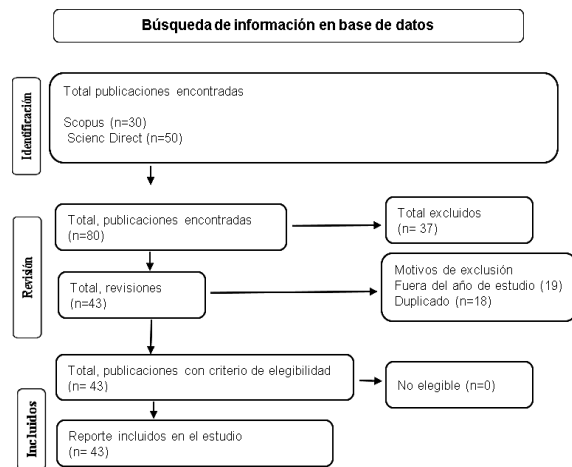 Búsqueda de información en base de datos
Identificación
Total publicaciones encontradas
Scopus (n=30)
Scienc Direct (n=50)
Revisión
Total, publicaciones encontradas
(n=80)
Total excluidos
(n= 37)
Total, revisiones
(n=43)
Motivos de exclusión
Fuera del año de estudio (19)
Duplicado (n=18)
Total, publicaciones con criterio de elegibilidad
(n= 43)
No elegible (n=0)
Incluidos
Reporte incluidos en el estudio
(n= 43)